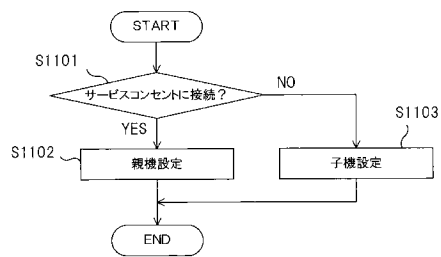 START
S1101
サービスコンセントに接続?
NO
YES
S1103
S1102
親機設定
子機設定
END